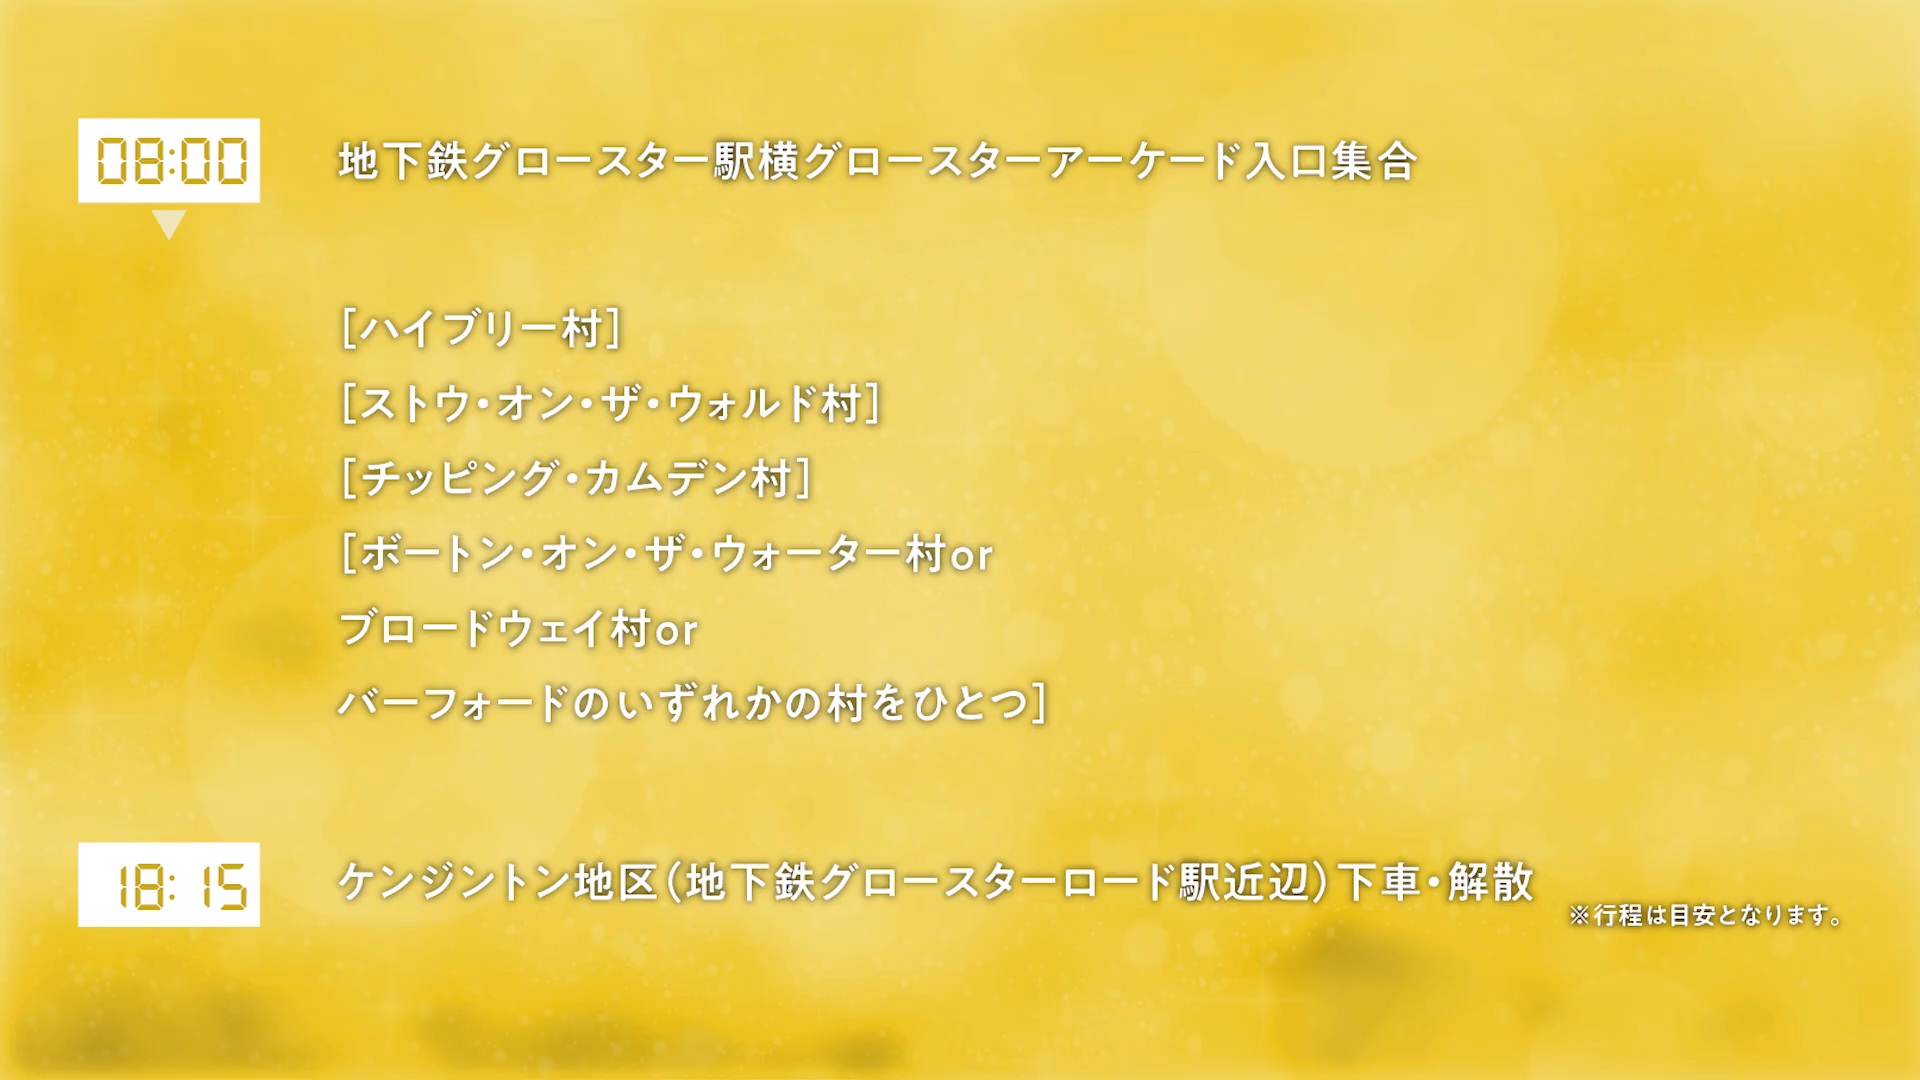 08:00 地下鉄グロースター駅横グロースターアーケード入口集合
[ハイブリー村]
[ストウ・オン・ザ・ウォルド村]
[チッピング・カムデン村]
[ボートン・オン・ザ・ウォーター村or
ブロードウェイ村or
バーフォードのいずれかの村をひとつ]
18:15 ケンジントン地区(地下鉄グロースターロード駅近辺)下車・解散
※行程は目安となります。